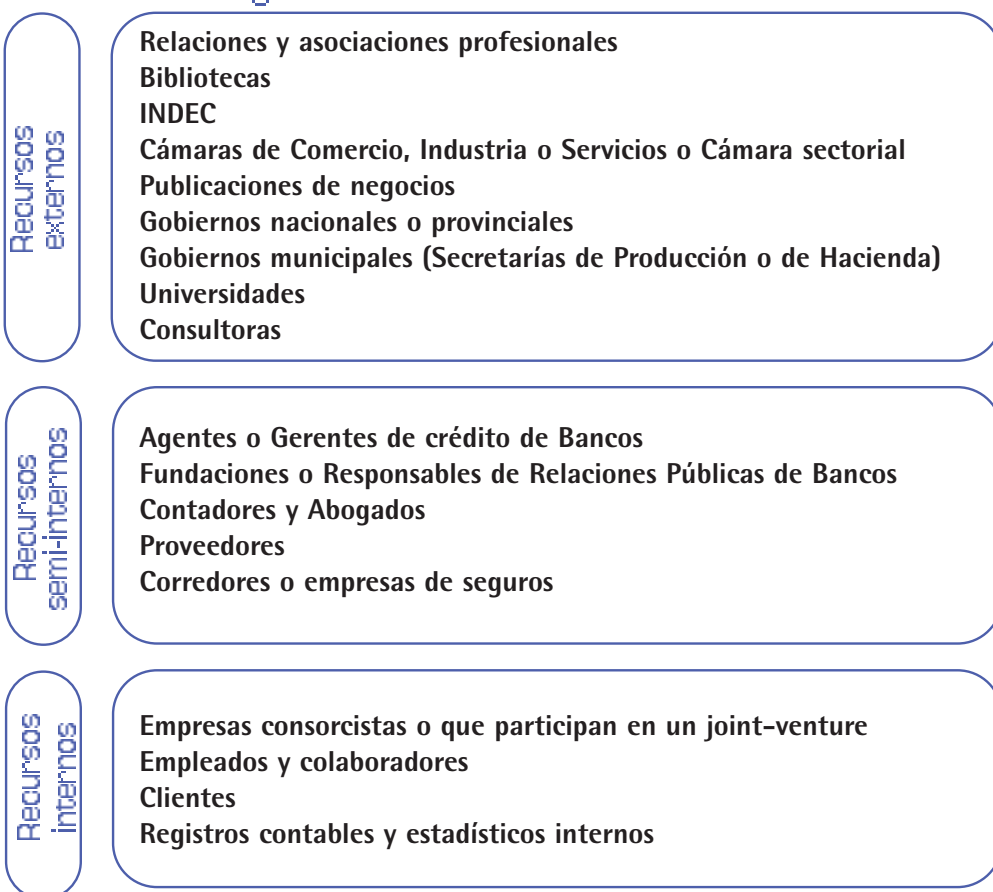 Recursos
externos
Relaciones y asociaciones profesionales
Bibliotecas
INDEC
Cámaras de Comercio, Industria o Servicios o Cámara sectorial
Publicaciones de negocios
Gobiernos nacionales o provinciales
Gobiernos municipales (Secretarías de Producción o de Hacienda)
Universidades
Consultoras
Recursos
semi-internos
Agentes o Gerentes de crédito de Bancos
Fundaciones o Responsables de Relaciones Públicas de Bancos
Contadores y Abogados
Proveedores
Corredores o empresas de seguros
Recursos
internos
Empresas consorcistas o que participan en un joint-venture
Empleados y colaboradores
Clientes
Registros contables y estadísticos internos